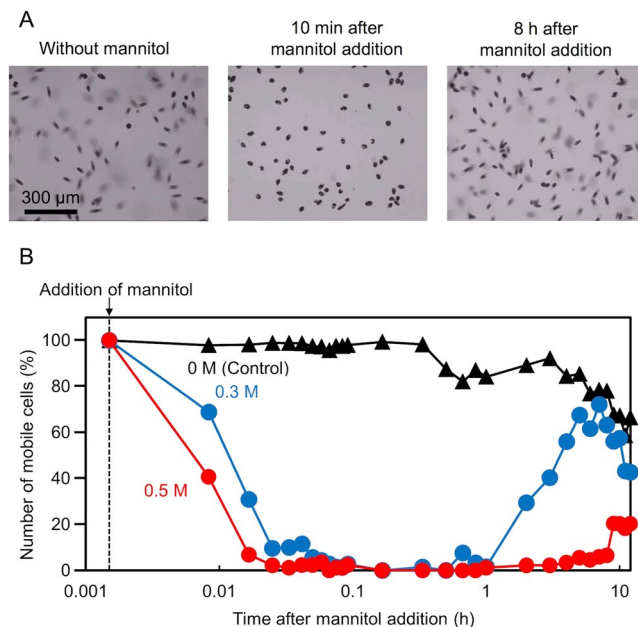 A
Without mannitol
10 min after
mannitol addition
8 h after
mannitol addition
300 µm
B
Addition of mannitol
100
80
60
40
20
0
0 M (Control)
0.3 M
0.5 M
Number of mobile cells (%)
0.001
0.01
0.1
1
10
Time after mannitol addition (h)